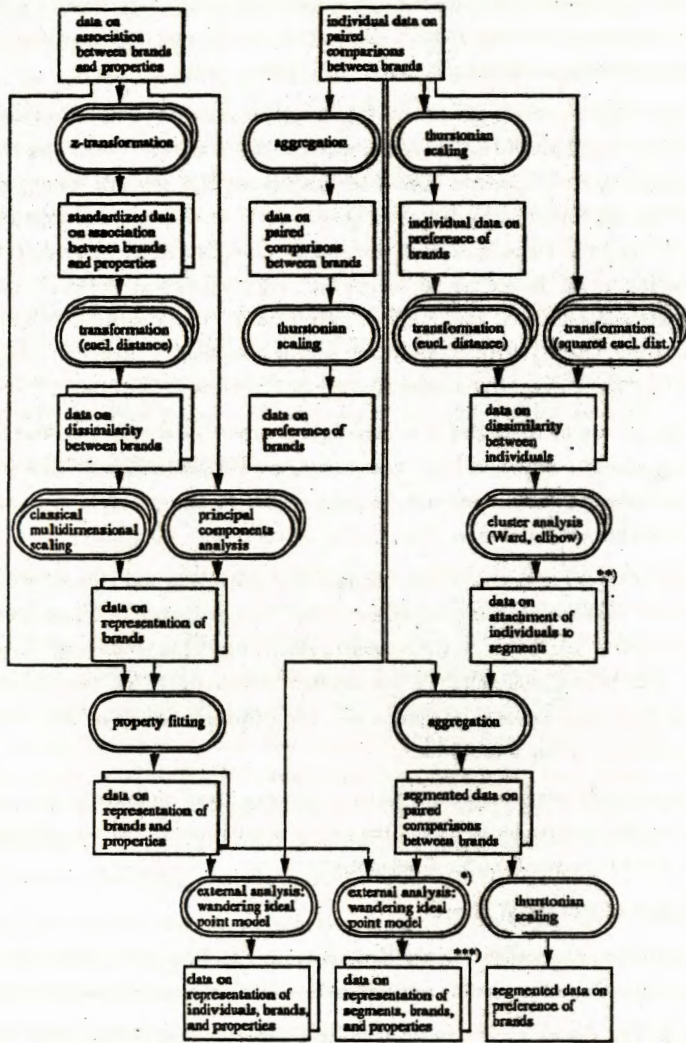 data on
association
between brands
and properties
individual data on
paired
comparisons
between brands
z-transformation
aggregation
thurstonian
scaling
standardized data
on association
between brands
and properties
data on
paired
comparisons
between brands
individual data on
preference of
brands
transformation
(eucl. distance)
thurstonian
scaling
transformation
(eucl. distance)
transformation
(squared eucl. dist.)
data on
dissimilarity
between brands
data on
preference of
brands
data on
dissimilarity
between
individuals
classical
multidimensional
scaling
principal
components
analysis
cluster analysis
(Ward, ellbow)
**)
data on
representation of
brands
data on
attachment of
individuals to
segments
property fitting
aggregation
data on
representation of
brands and
properties
segmented data on
paired
comparisons
between brands
external analysis:
wandering ideal
point model
*)
external analysis:
wandering ideal
point model
thurstonian
scaling
***)
data on
representation of
individuals, brands,
and properties
data on
representation of
segments, brands,
and properties
segmented data on
preference of
brands